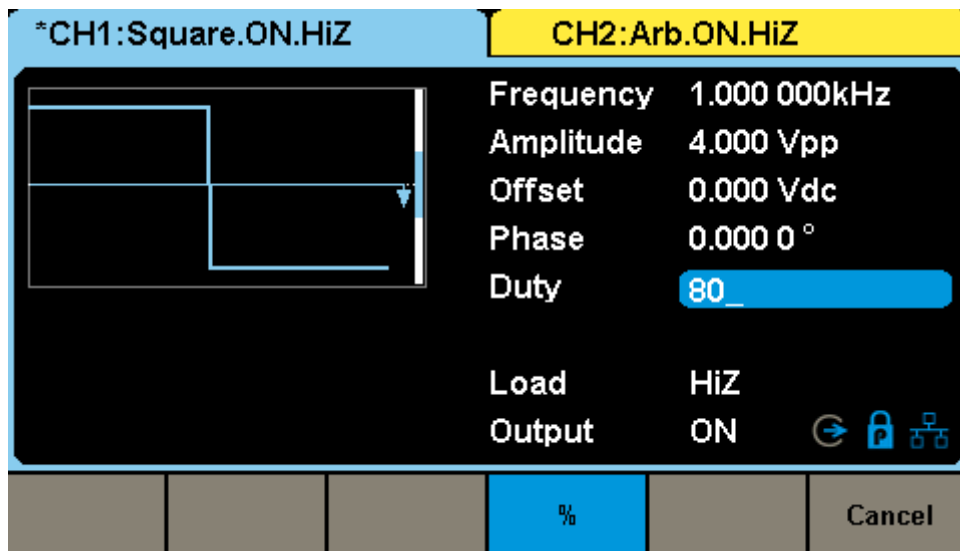 *CH1:Square.ON.HiZ CH2:Arb.ON.HiZ
Frequency 1.000 000kHz
Amplitude 4.000 Vpp
Offset 0.000 Vdc
Phase 0.000 0 °
Duty 80_
Load HiZ
Output ON P
% Cancel